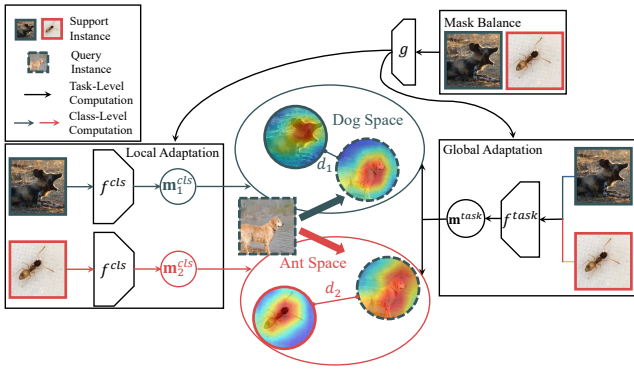 Support
Instance
Query
Instance
Task-Level
Computation
Class-Level
Computation
g
Mask Balance
Local Adaptation
f^{cls}
m_1^{cls}
f^{cls}
m_2^{cls}
Dog Space
d_1
Ant Space
d_2
Global Adaptation
m^{task}
f^{task}